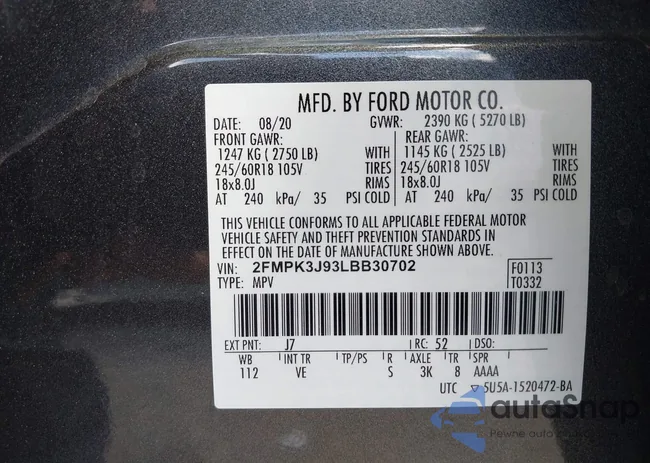 MFD. BY FORD MOTOR CO.
DATE: 08/20 GVWR: 2390 KG ( 5270 LB)
FRONT GAWR: REAR GAWR:
1247 KG ( 2750 LB) WITH 1145 KG ( 2525 LB) WITH
245/60R18 105V TIRES 245/60R18 105V TIRES
18x8.0J RIMS 18x8.0J RIMS
AT 240 kPa/ 35 PSI COLD AT 240 kPa/ 35 PSI COLD
THIS VEHICLE CONFORMS TO ALL APPLICABLE FEDERAL MOTOR
VEHICLE SAFETY AND THEFT PREVENTION STANDARDS IN
EFFECT ON THE DATE OF MANUFACTURE SHOWN ABOVE.
VIN: 2FMPK3J93LBB30702 F0113
TYPE: MPV T0332
EXT PNT: J7 RC: 52 DSO:
WB INT TR TP/PS R AXLE TR SPR
112 VE S 3K 8 AAAA
UTC 5U5A-1520472-BA
autoSnap
Pewne auto